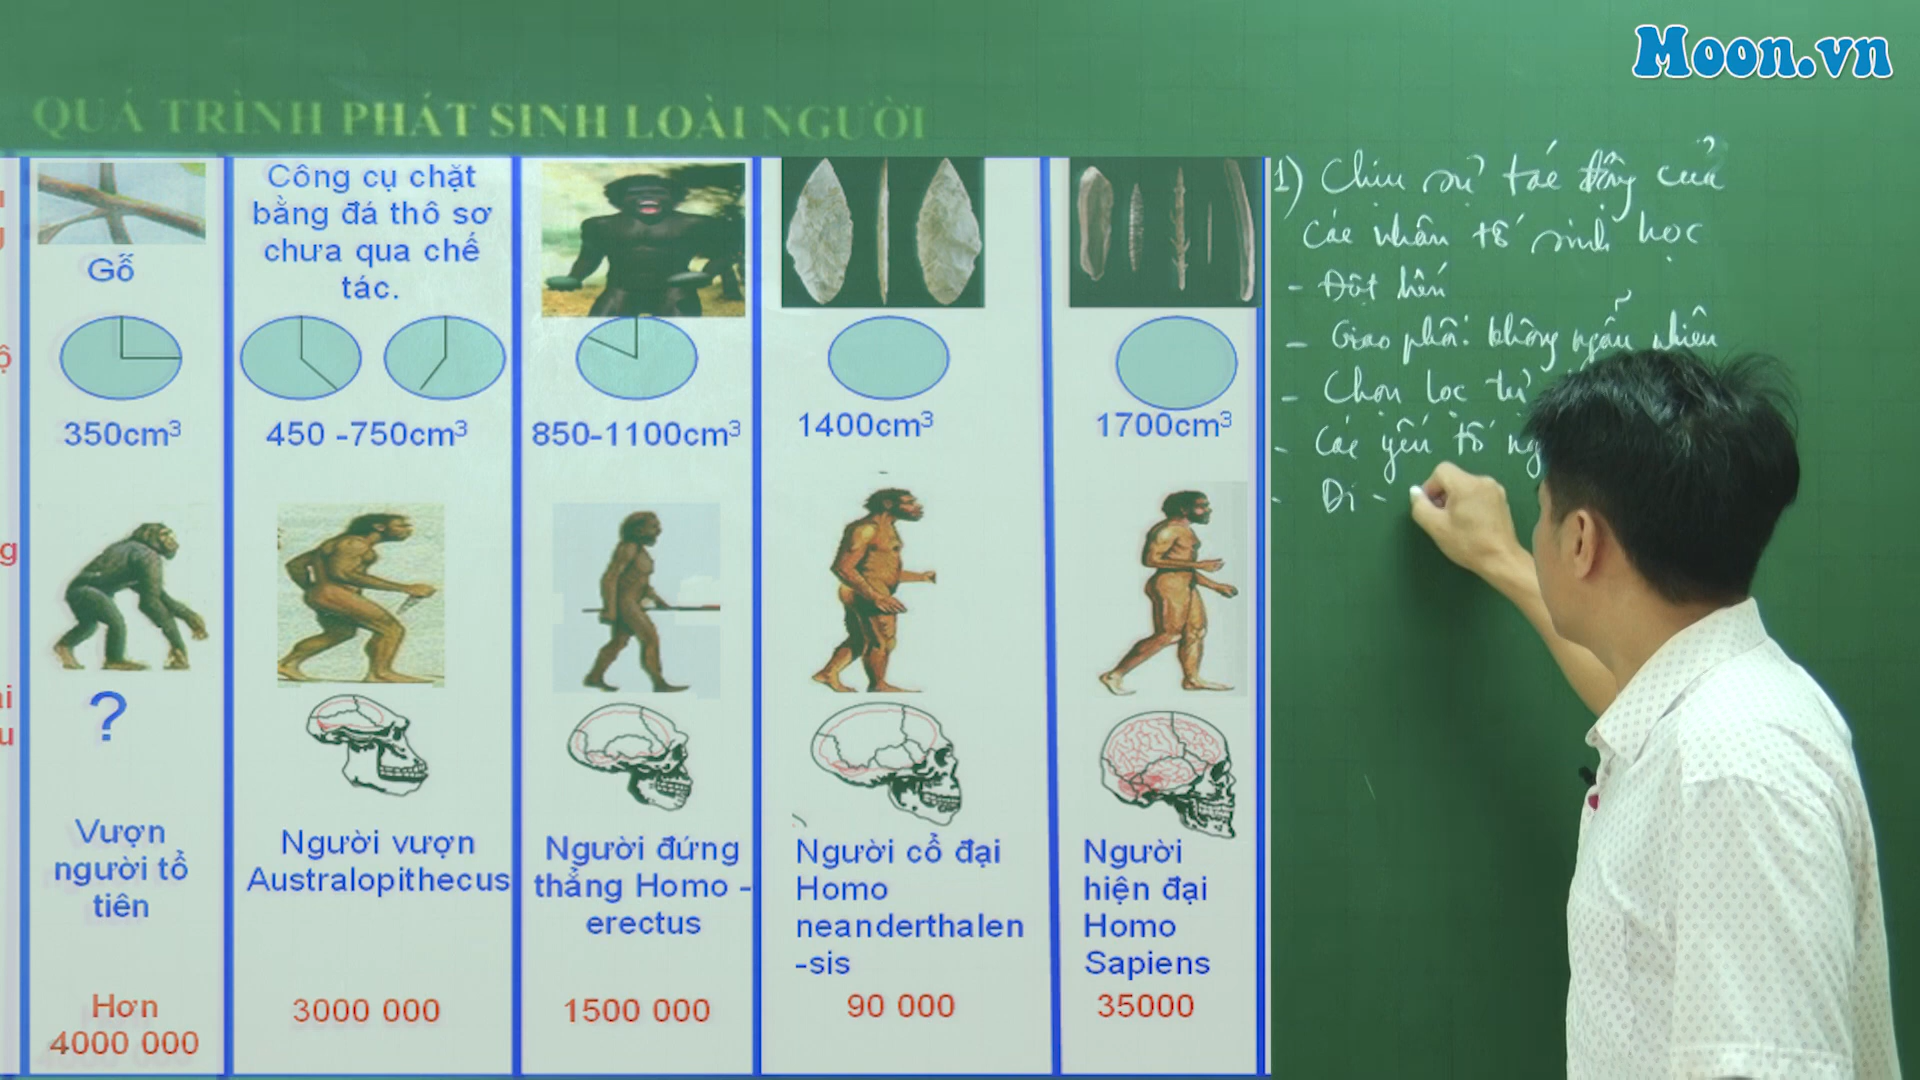 Moon.vn
QUÁ TRÌNH PHÁT SINH LOÀI NGƯỜI
Gỗ
Công cụ chặt
bằng đá thô sơ
chưa qua chế
tác.
350cm³
450 -750cm³
850-1100cm³
1400cm³
1700cm³
?
Vượn
người tổ
tiên
Người vượn
Australopithecus
Người đứng
thẳng Homo -
erectus
Người cổ đại
Homo
neanderthalen
-sis
Người
hiện đại
Homo
Sapiens
Hơn
4000 000
3000 000
1500 000
90 000
35000
1) Chịu sự tác động của
các nhân tố sinh học
- Đột biến
- Giao phối không ngẫu nhiên
- Chọn lọc tự
- Các yếu tố
- Di -